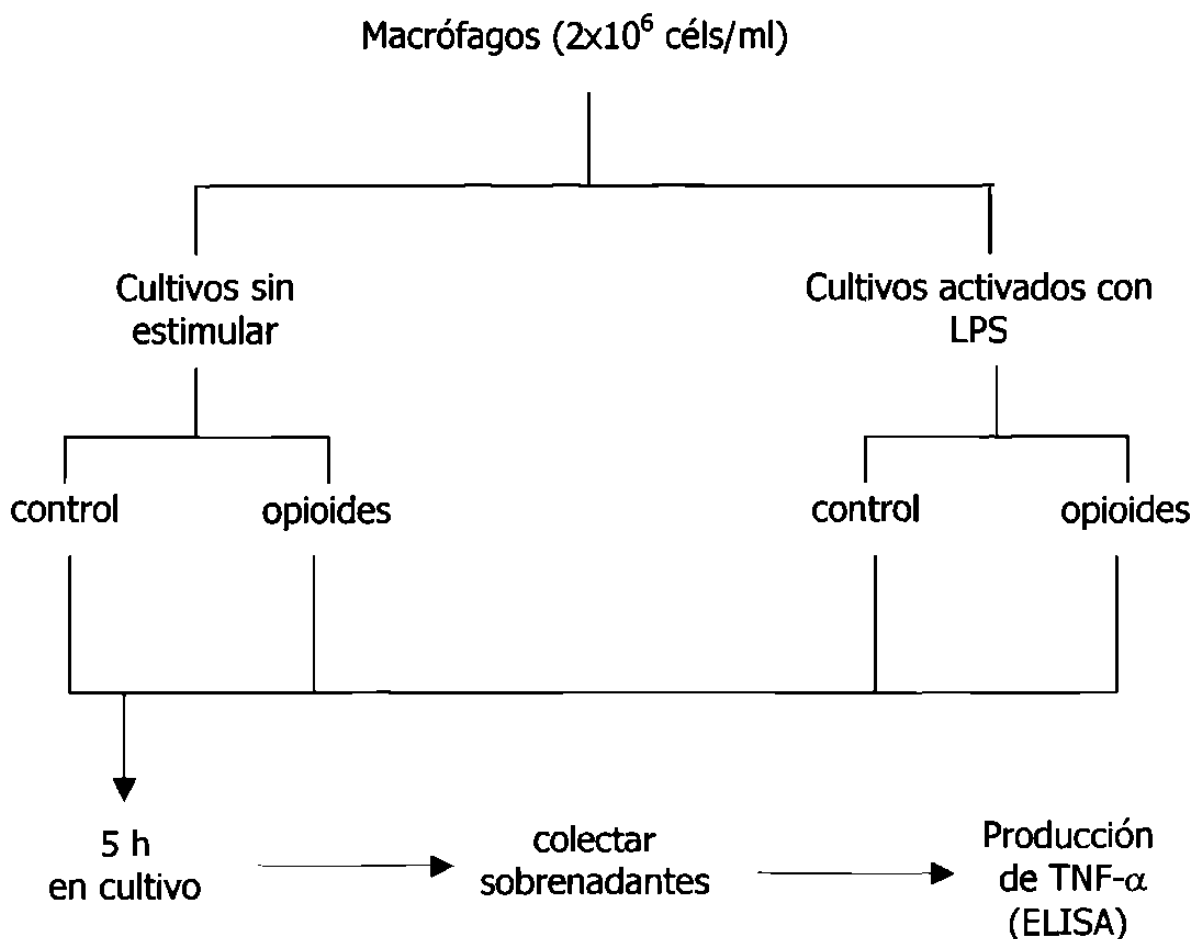 Macrófagos (2x10⁶ céls/ml)
Cultivos sin
estimular
Cultivos activados con
LPS
control
opioides
control
opioides
5 h
en cultivo
colectar
sobrenadantes
Producción
de TNF-α
(ELISA)